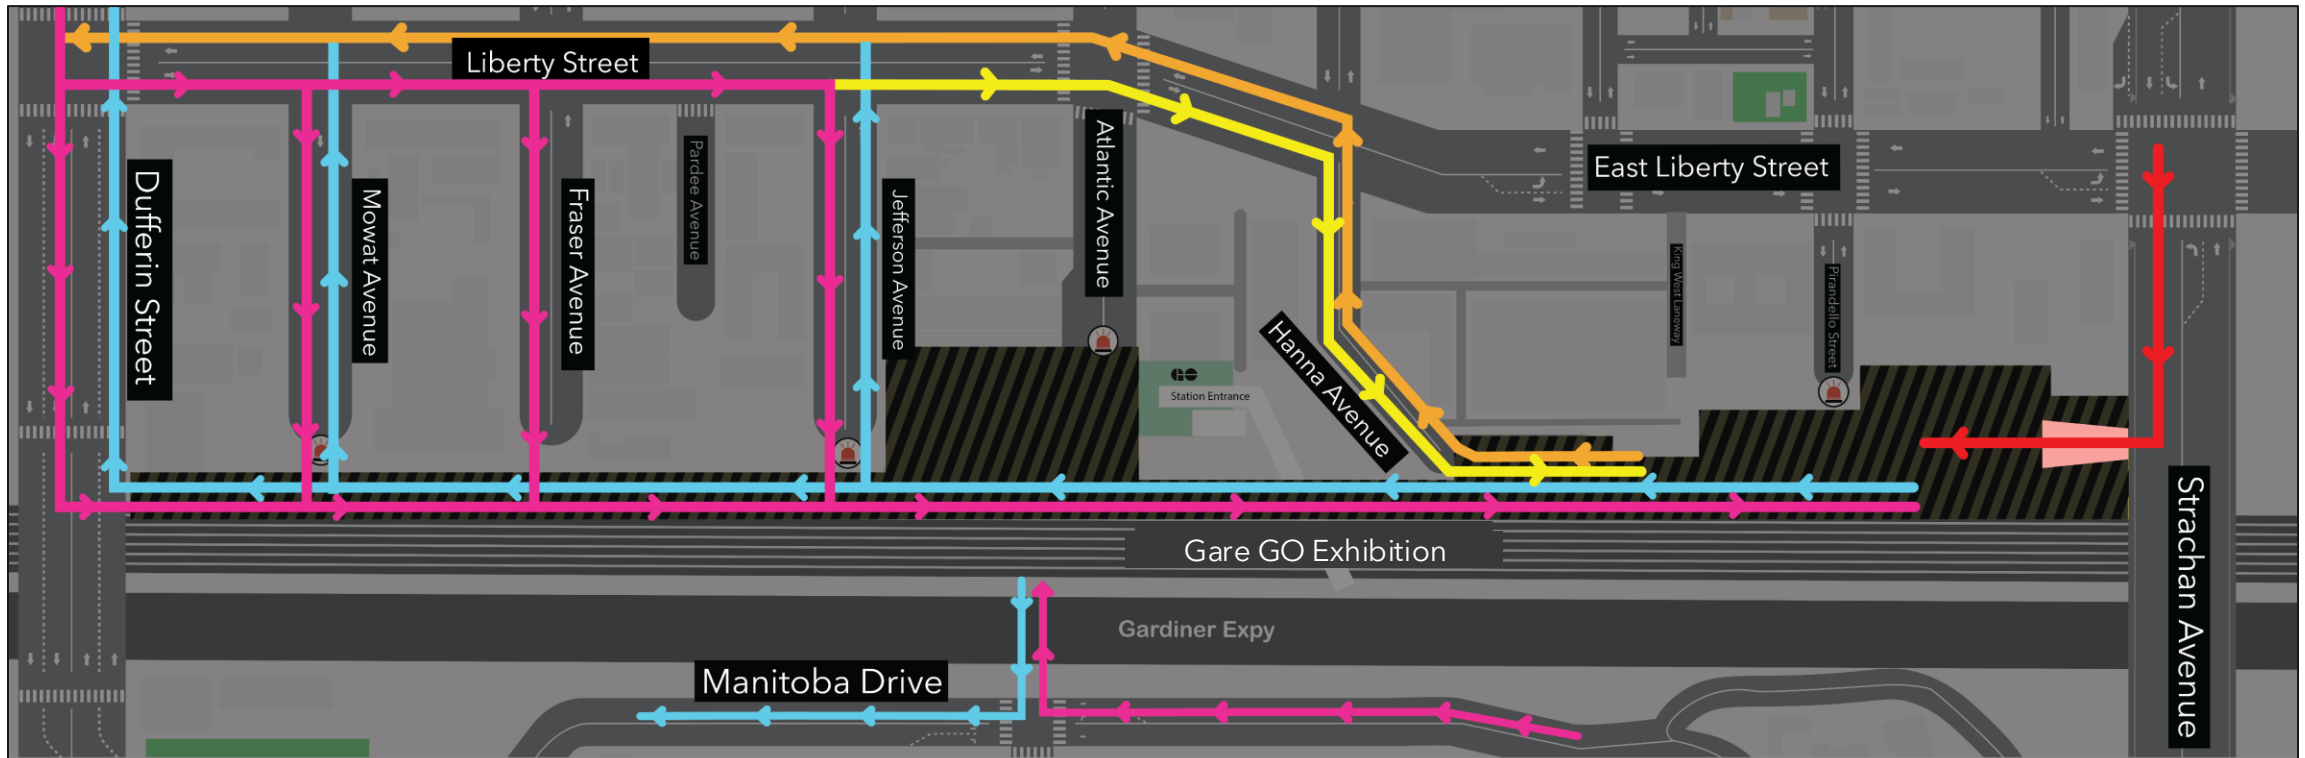 Liberty Street
East Liberty Street
Dufferin Street
Mowat Avenue
Fraser Avenue
Pardee Avenue
Jefferson Avenue
Atlantic Avenue
Hanna Avenue
King West Laneway
Pirandello Street
Strachan Avenue
GO
Station Entrance
Gare GO Exhibition
Gardiner Expy
Manitoba Drive